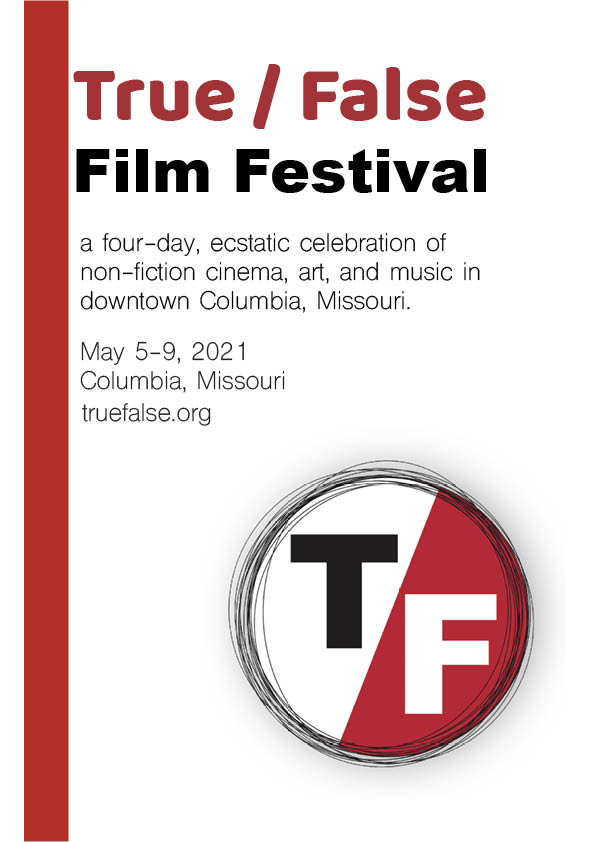 True / False
Film Festival
a four-day, ecstatic celebration of
non-fiction cinema, art, and music in
downtown Columbia, Missouri.
May 5-9, 2021
Columbia, Missouri
truefalse.org
T/F